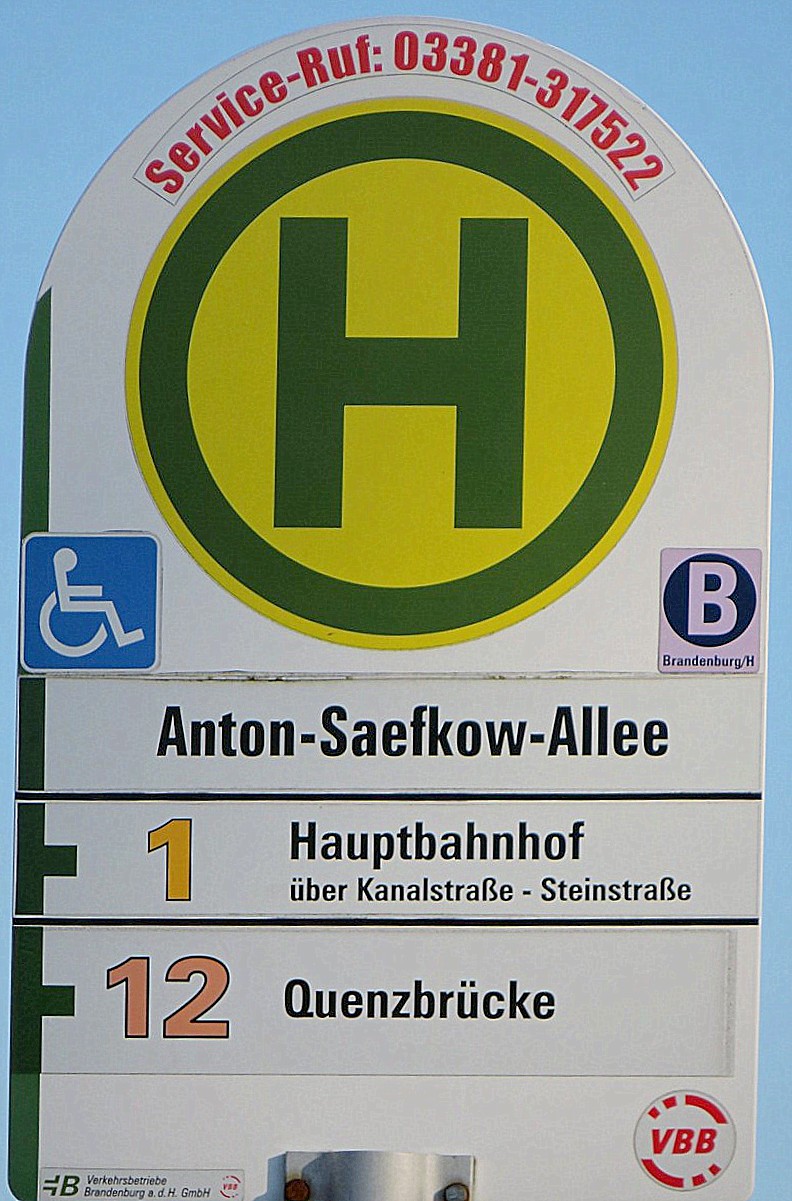 Service-Ruf: 03381-317522
H
B
Brandenburg/H
Anton-Saefkow-Allee
1 Hauptbahnhof
über Kanalstraße - Steinstraße
12 Quenzbrücke
VBB
B Verkehrsbetriebe
Brandenburg a.d.H. GmbH
VBB